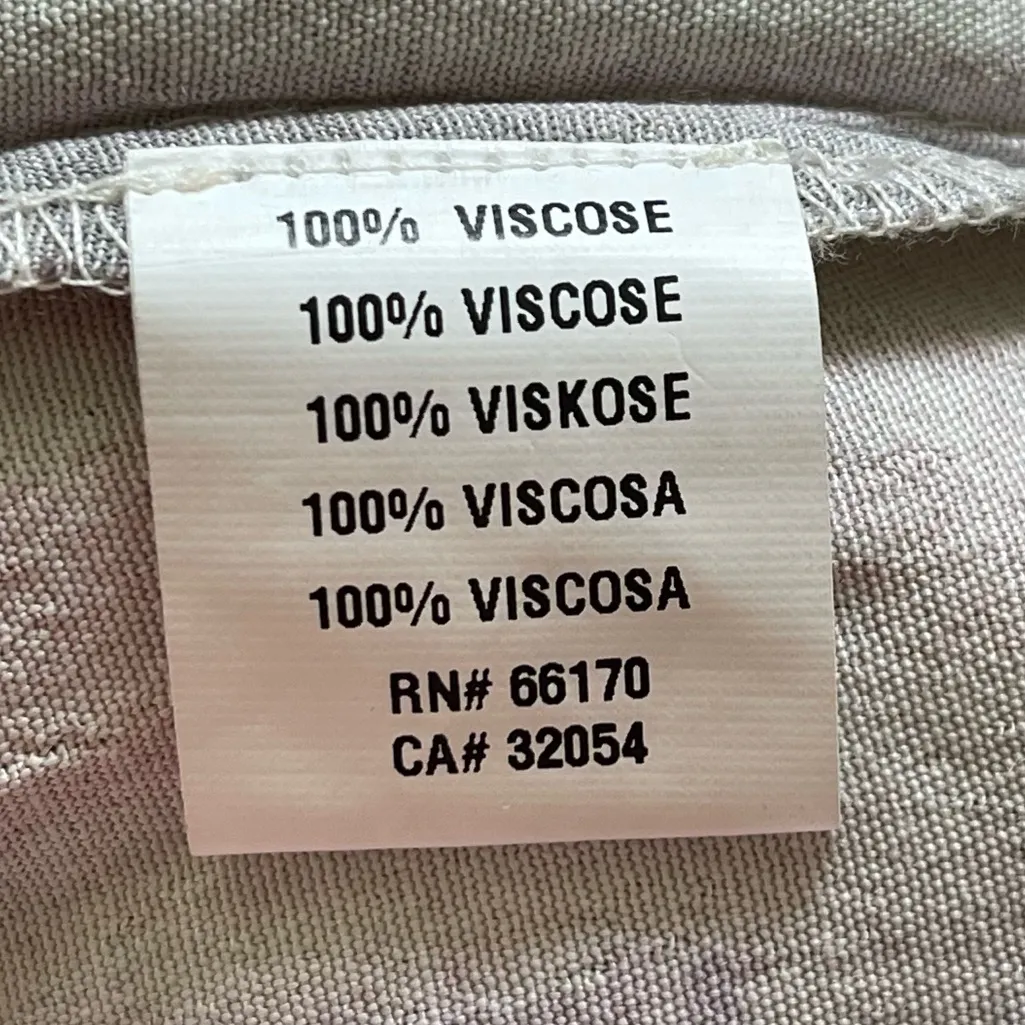 100% VISCOSE
100% VISCOSE
100% VISKOSE
100% VISCOSA
100% VISCOSA
RN# 66170
CA# 32054